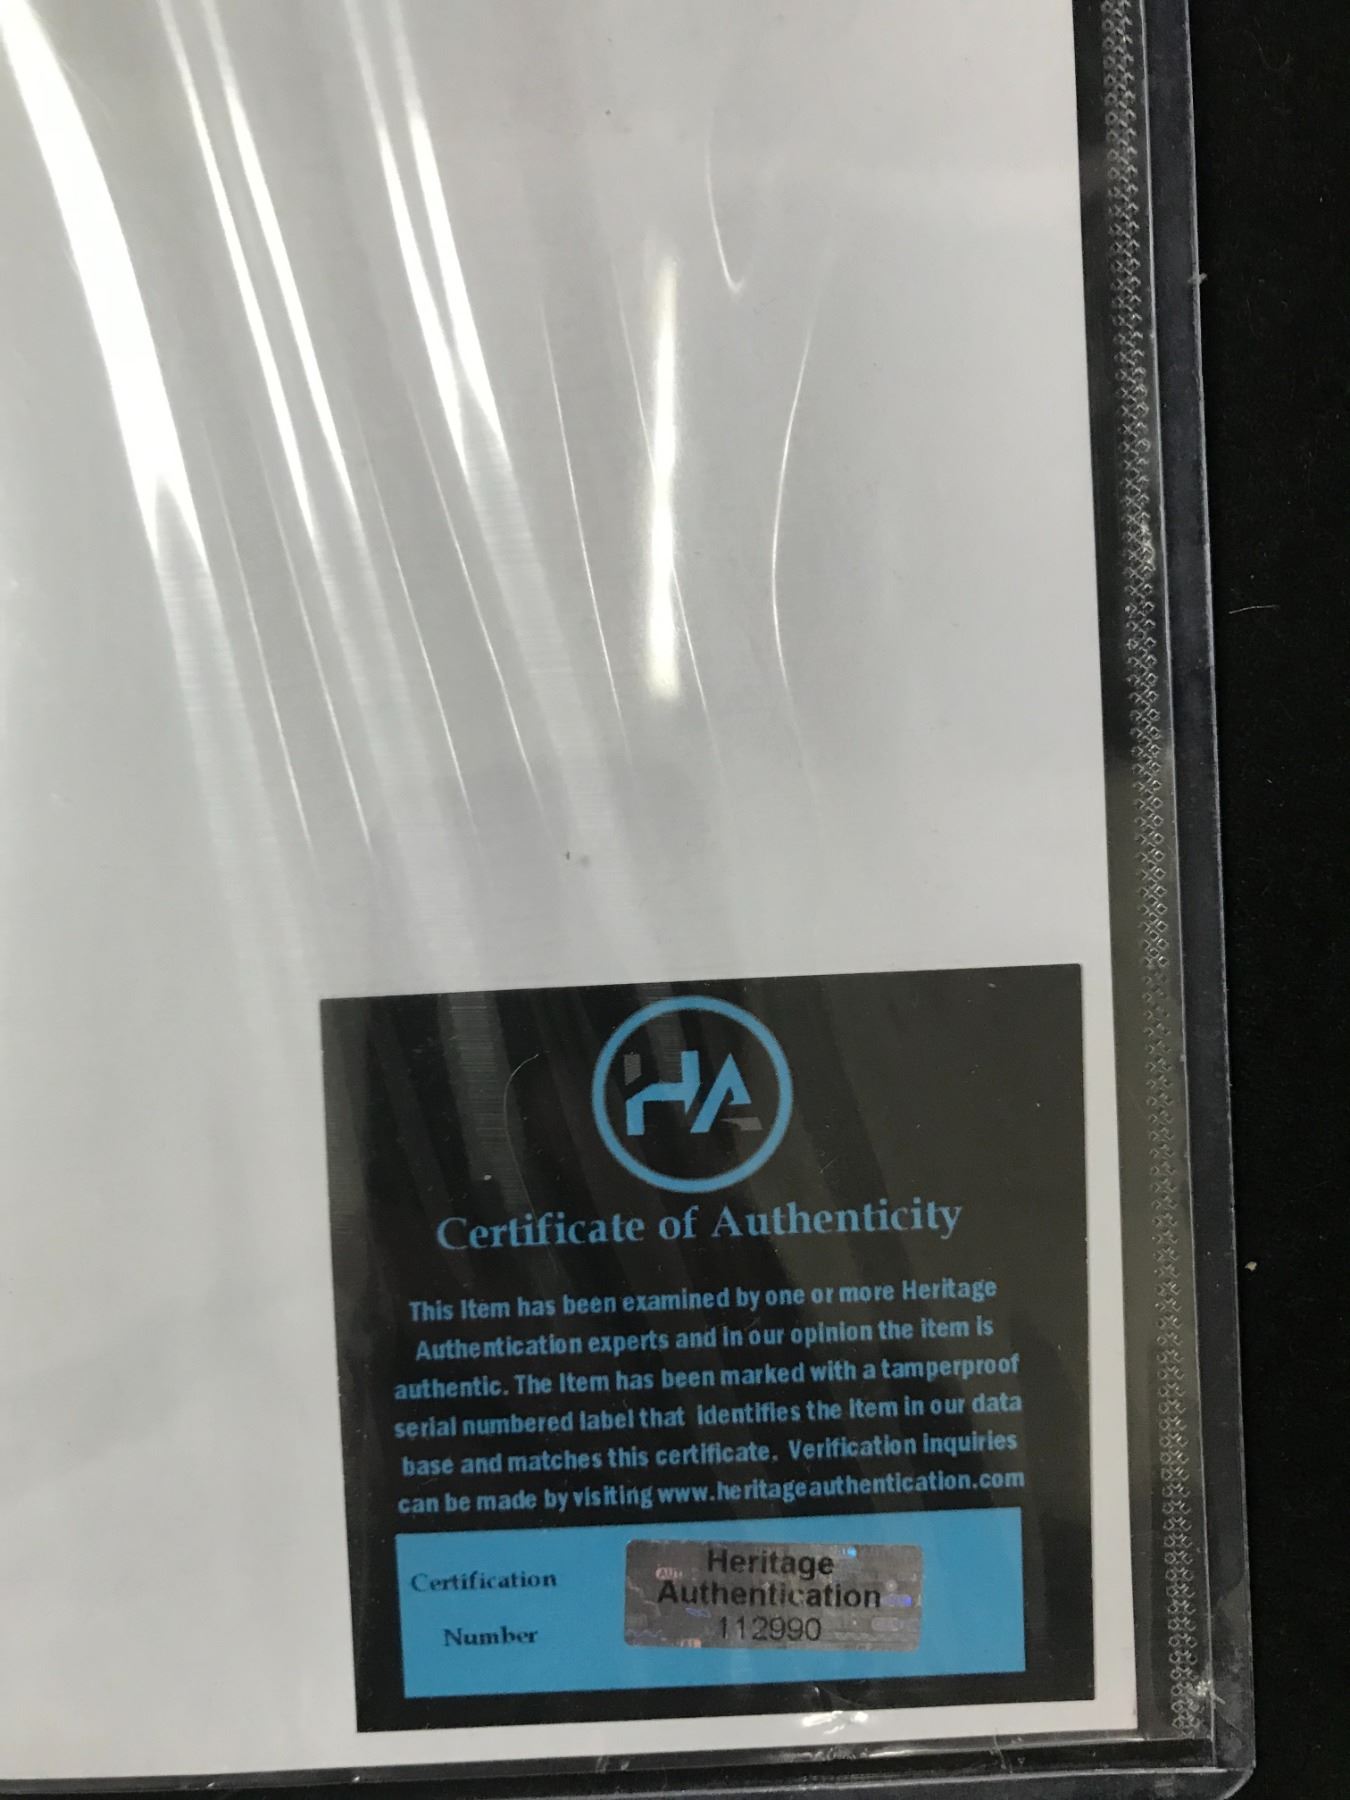 HA
Certificate of Authenticity
This Item has been examined by one or more Heritage
Authentication experts and in our opinion the item is
authentic. The Item has been marked with a tamperproof
serial numbered label that identifies the item in our data
base and matches this certificate. Verification inquiries
can be made by visiting www.heritageauthentication.com
Certification
Number
Heritage
Authentication
112990